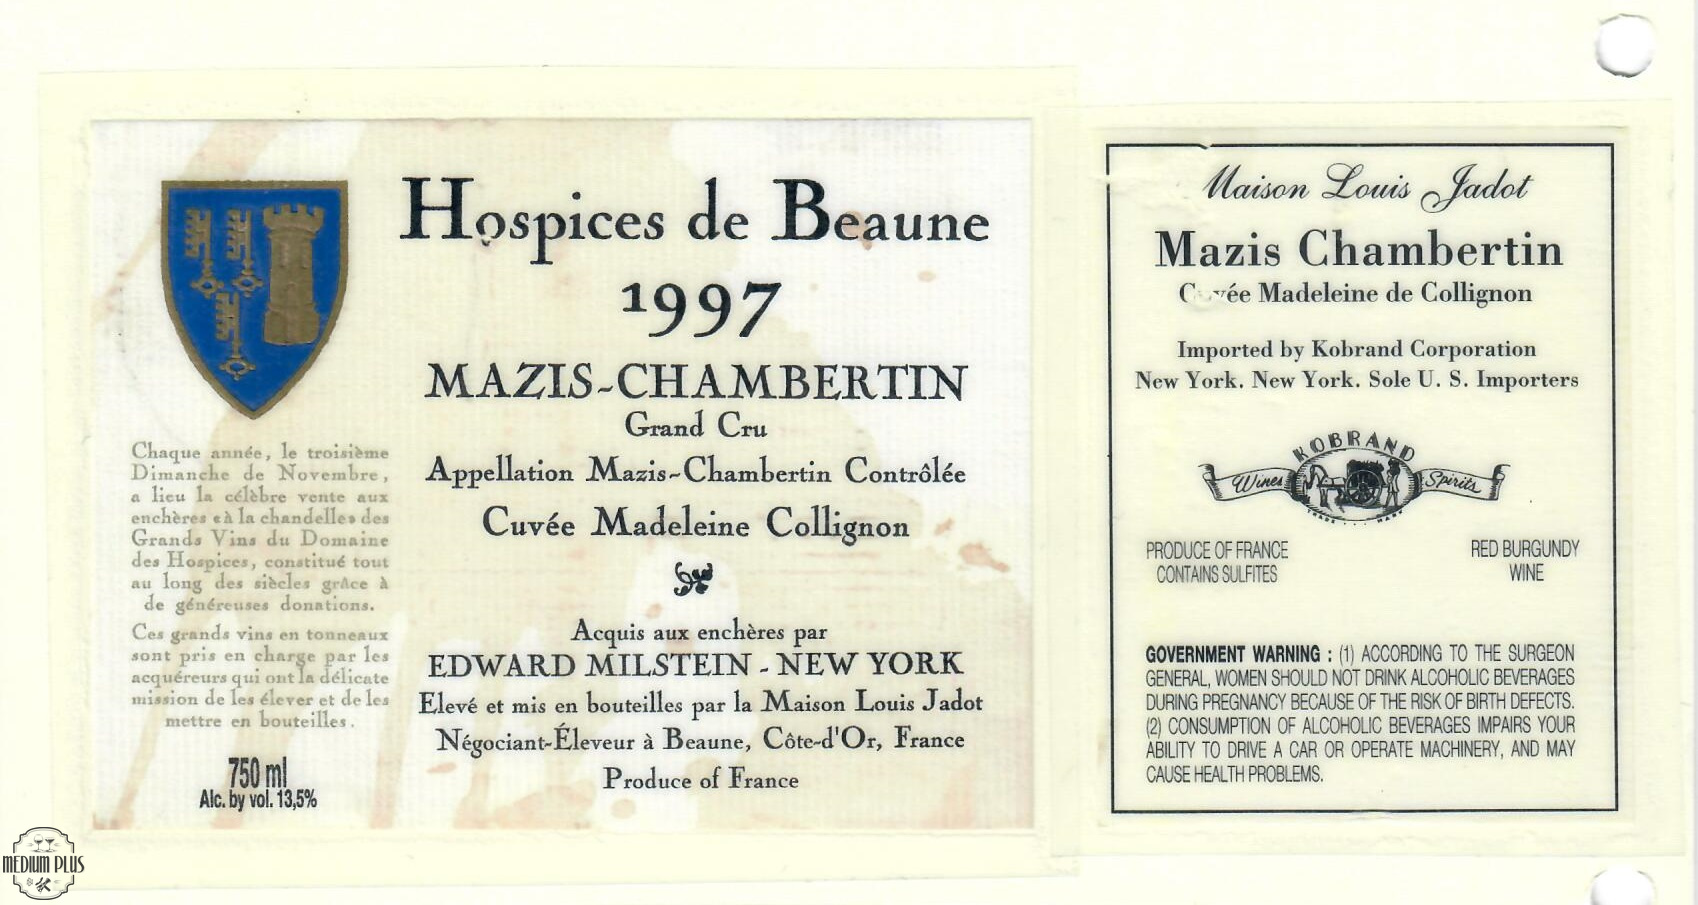 Hospices de Beaune
1997
MAZIS-CHAMBERTIN
Grand Cru
Appellation Mazis-Chambertin Contrôlée
Cuvée Madeleine Collignon
Acquis aux enchères par
EDWARD MILSTEIN - NEW YORK
Elevé et mis en bouteilles par la Maison Louis Jadot
Négociant-Éleveur à Beaune, Côte-d'Or, France
Produce of France
Chaque année, le troisième
Dimanche de Novembre,
a lieu la célèbre vente aux
enchères «à la chandelle» des
Grands Vins du Domaine
des Hospices, constitué tout
au long des siècles grâce à
de généreuses donations.
Ces grands vins en tonneaux
sont pris en charge par les
acquéreurs qui ont la délicate
mission de les élever et de les
mettre en bouteilles.
750 ml
Alc. by vol. 13,5%
Maison Louis Jadot
Mazis Chambertin
Cuvée Madeleine de Collignon
Imported by Kobrand Corporation
New York. New York. Sole U. S. Importers
KOBRAND
Wines Spirits
TRADE MARK
PRODUCE OF FRANCE
CONTAINS SULFITES
RED BURGUNDY
WINE
GOVERNMENT WARNING : (1) ACCORDING TO THE SURGEON
GENERAL, WOMEN SHOULD NOT DRINK ALCOHOLIC BEVERAGES
DURING PREGNANCY BECAUSE OF THE RISK OF BIRTH DEFECTS.
(2) CONSUMPTION OF ALCOHOLIC BEVERAGES IMPAIRS YOUR
ABILITY TO DRIVE A CAR OR OPERATE MACHINERY, AND MAY
CAUSE HEALTH PROBLEMS.
MEDIUM PLUS